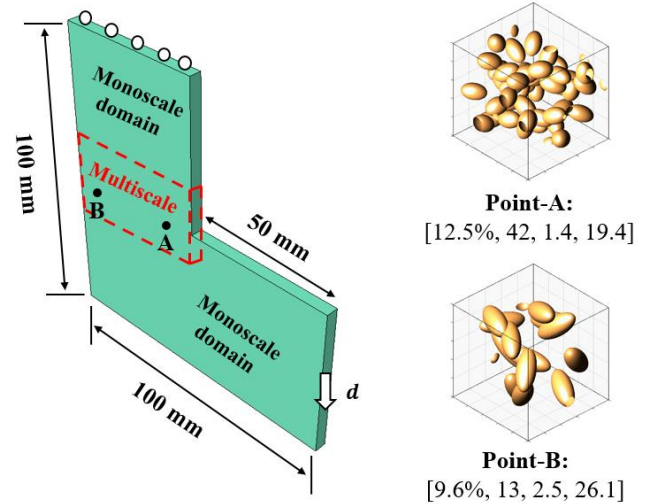 Monoscale
domain
100 mm
Multiscale
B
A
50 mm
Monoscale
domain
d
100 mm
Point-A:
[12.5%, 42, 1.4, 19.4]
Point-B:
[9.6%, 13, 2.5, 26.1]